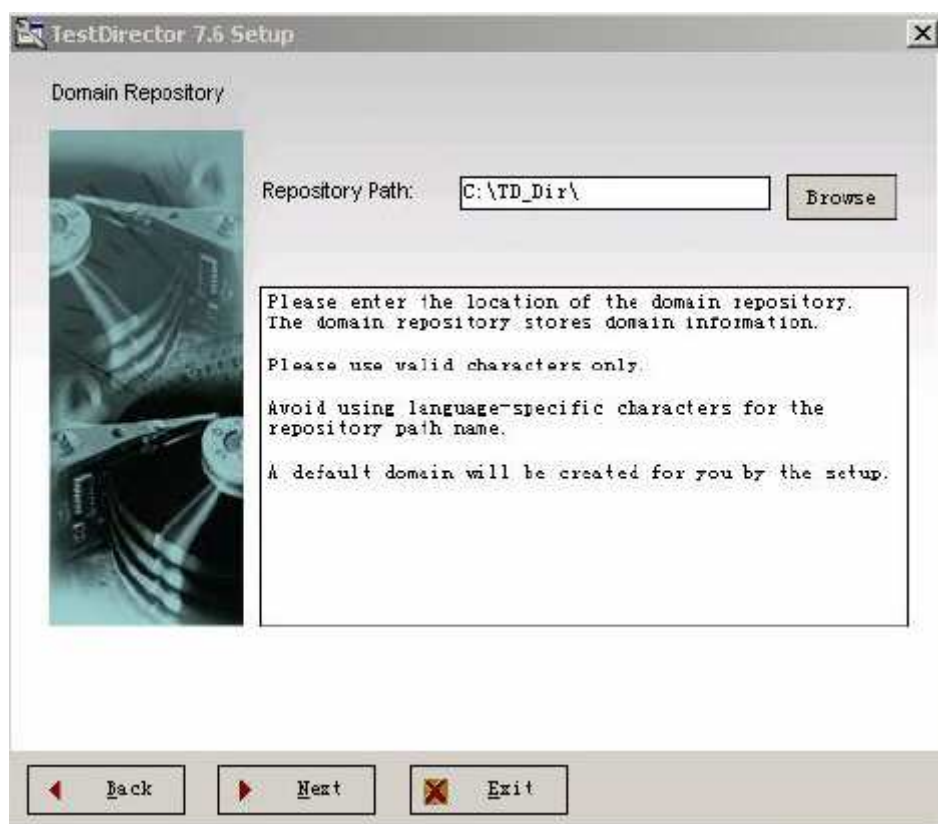 TestDirector 7.6 Setup
Domain Repository
Repository Path: C:\TD_Dir\ Browse
Please enter the location of the domain repository.
The domain repository stores domain information.
Please use valid characters only.
Avoid using language-specific characters for the
repository path name.
A default domain will be created for you by the setup.
Back Next Exit